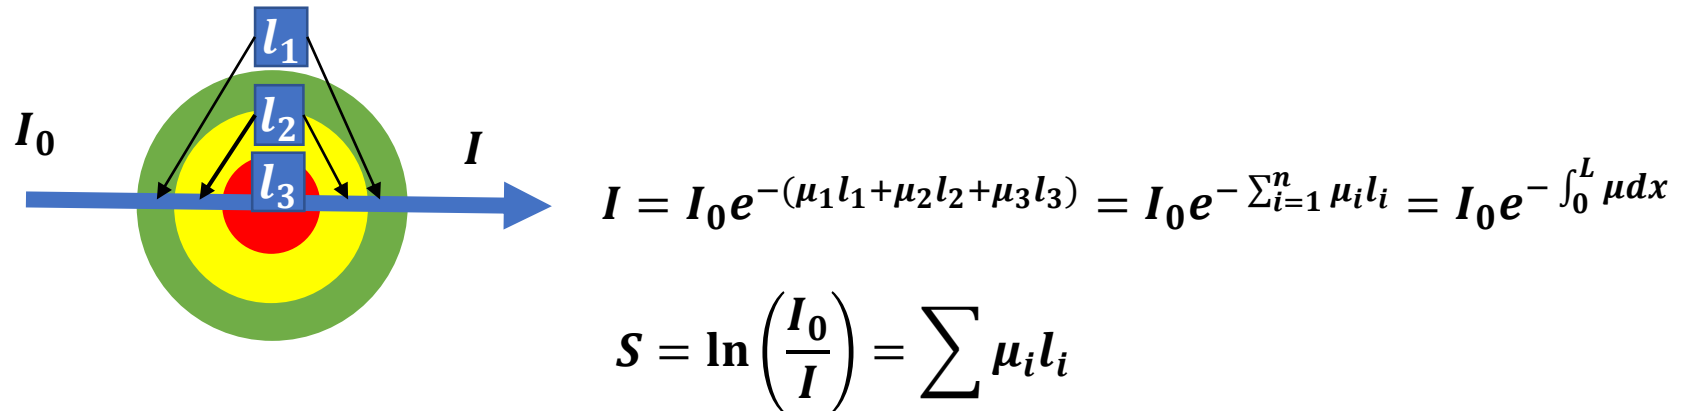 l₁
l₂
l₃
I₀
I
I = I₀e^{-(μ₁l₁+μ₂l₂+μ₃l₃)} = I₀e^{-∑_{i=1}^{n} μᵢlᵢ} = I₀e^{-∫_0^L μdx}
S = ln(I₀/I) = ∑ μᵢlᵢ